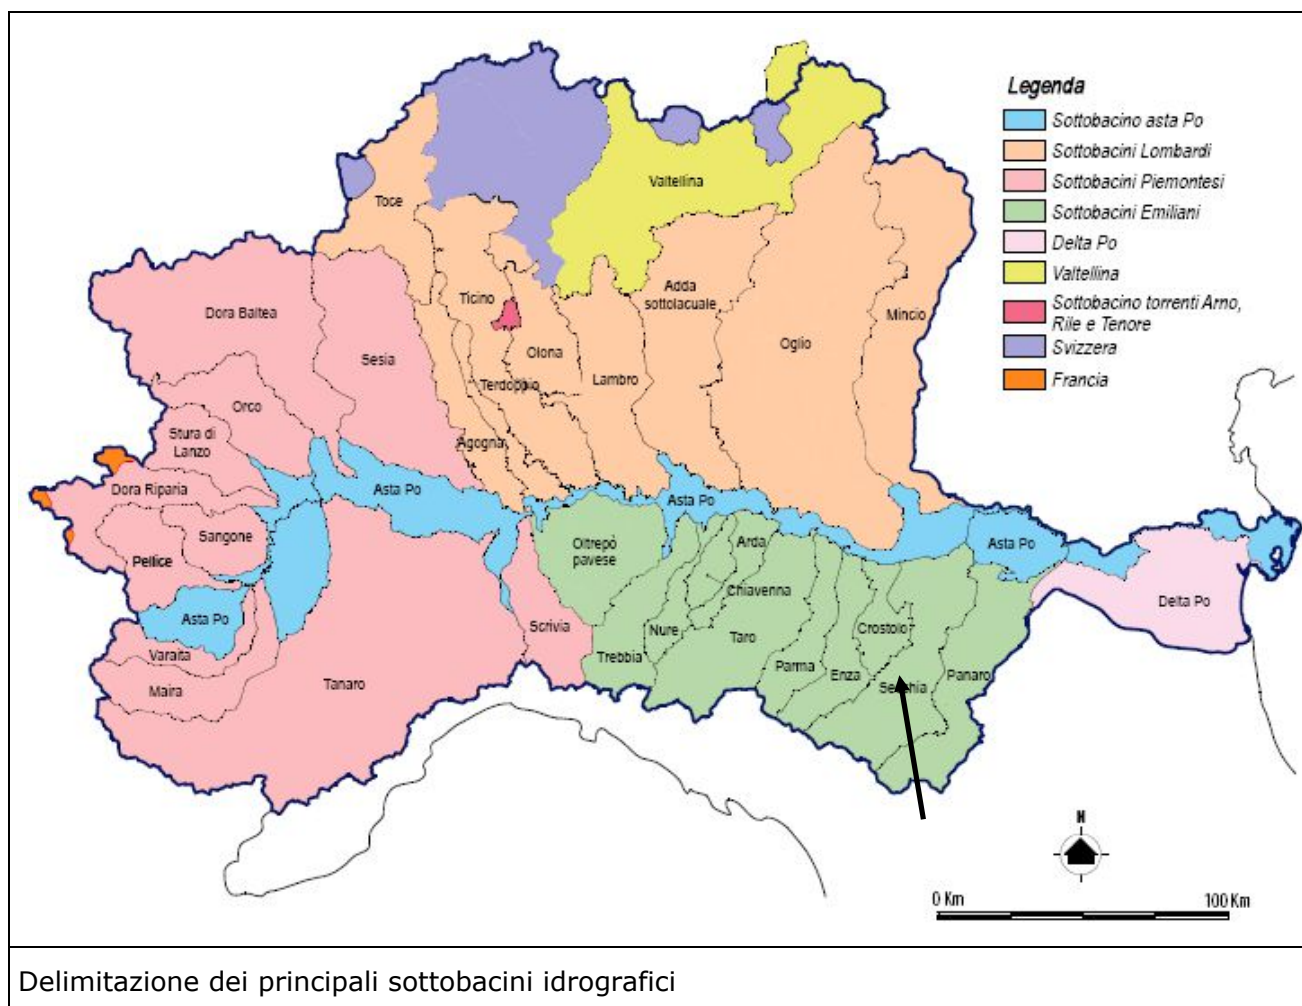 Legenda
Sottobacino asta Po
Sottobacini Lombardi
Sottobacini Piemontesi
Sottobacini Emiliani
Delta Po
Valtellina
Sottobacino torrenti Arno,
Rile e Tenore
Svizzera
Francia
Valtellina
Toce
Dora Baltea
Sesia
Ticino
Adda
sottolacuale
Oglio
Mincio
Olona
Lambro
Terdoppio
Orco
Stura di
Lanzo
Agogna
Dora Riparia
Asta Po
Asta Po
Sangone
Pellice
Oltrepò
pavese
Arda
Asta Po
Chiavenna
Delta Po
Asta Po
Scrivia
Nure
Taro
Crostolo
Varaita
Trebbia
Parma
Enza
Panaro
Maira
Tanaro
N
0 Km
100 Km
Delimitazione dei principali sottobacini idrografici